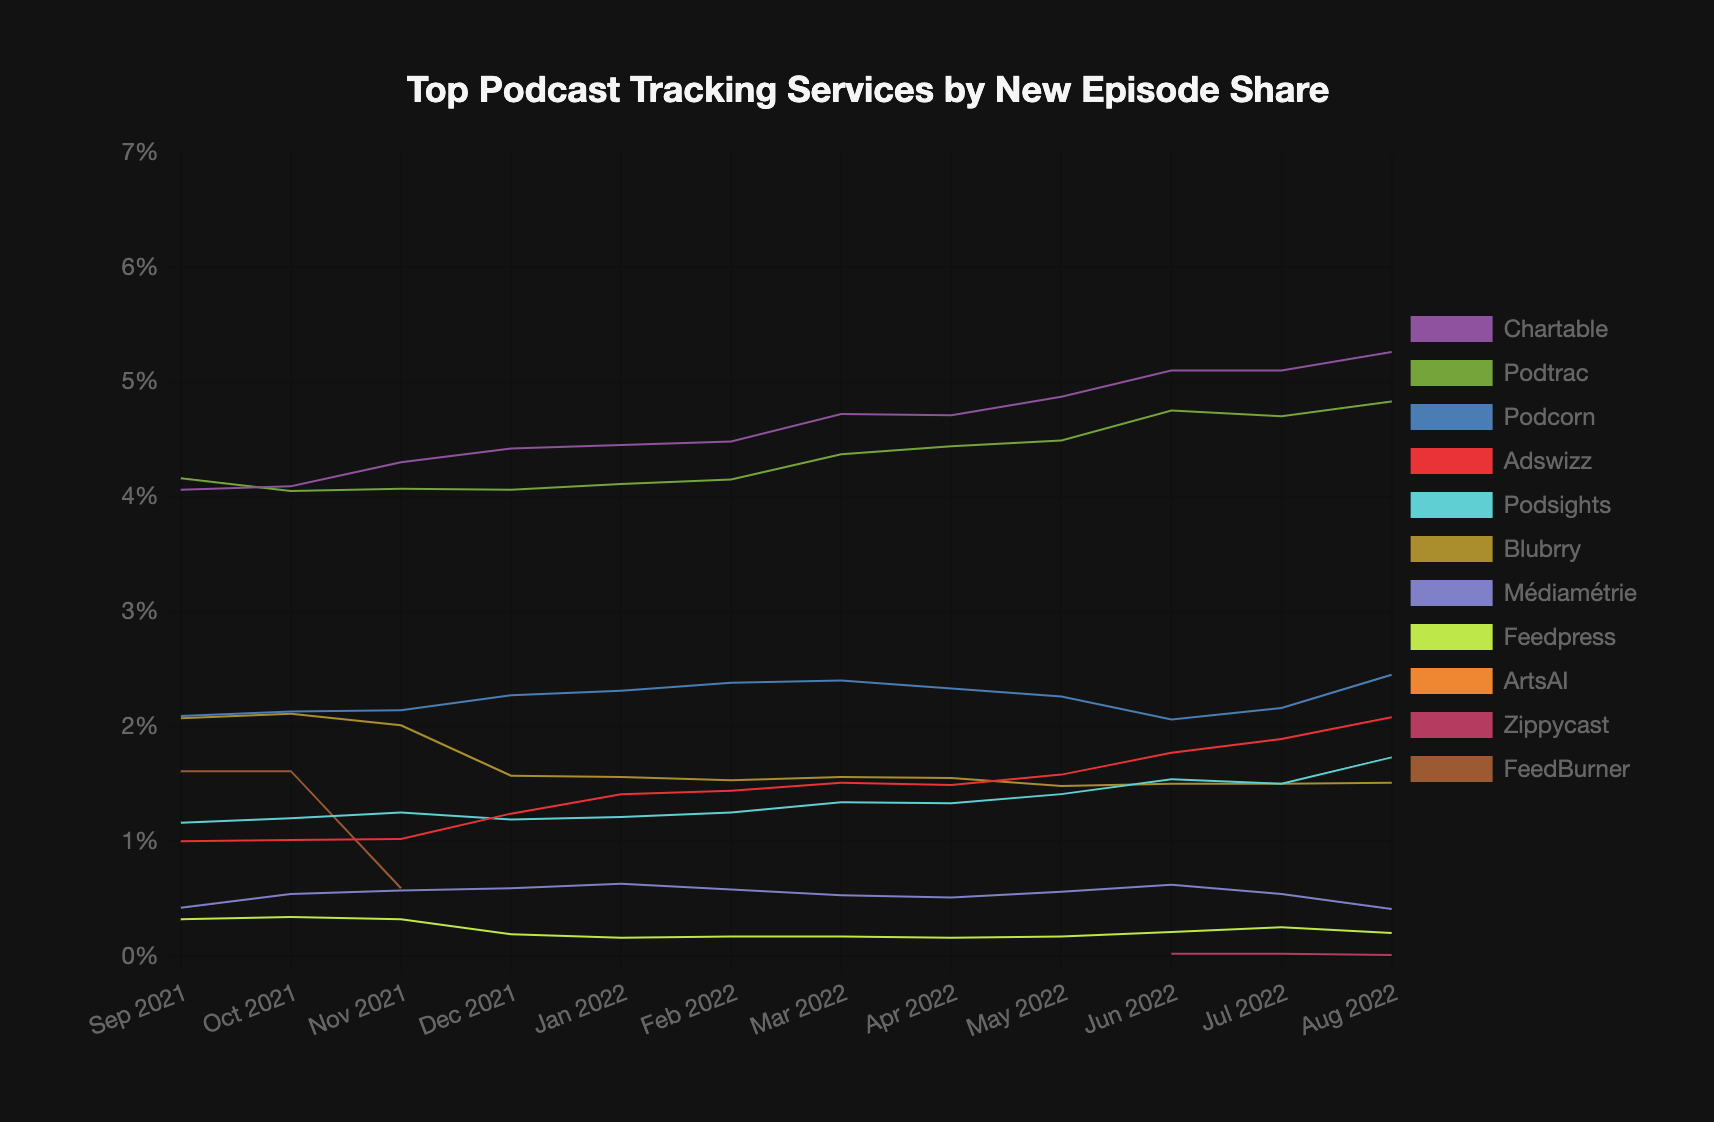 Top Podcast Tracking Services by New Episode Share
7%
6%
5%
4%
3%
2%
1%
0%
Sep 2021
Oct 2021
Nov 2021
Dec 2021
Jan 2022
Feb 2022
Mar 2022
Apr 2022
May 2022
Jun 2022
Jul 2022
Aug 2022
Chartable
Podtrac
Podcorn
Adswizz
Podsights
Blubrry
Médiamétrie
Feedpress
ArtsAI
Zippycast
FeedBurner